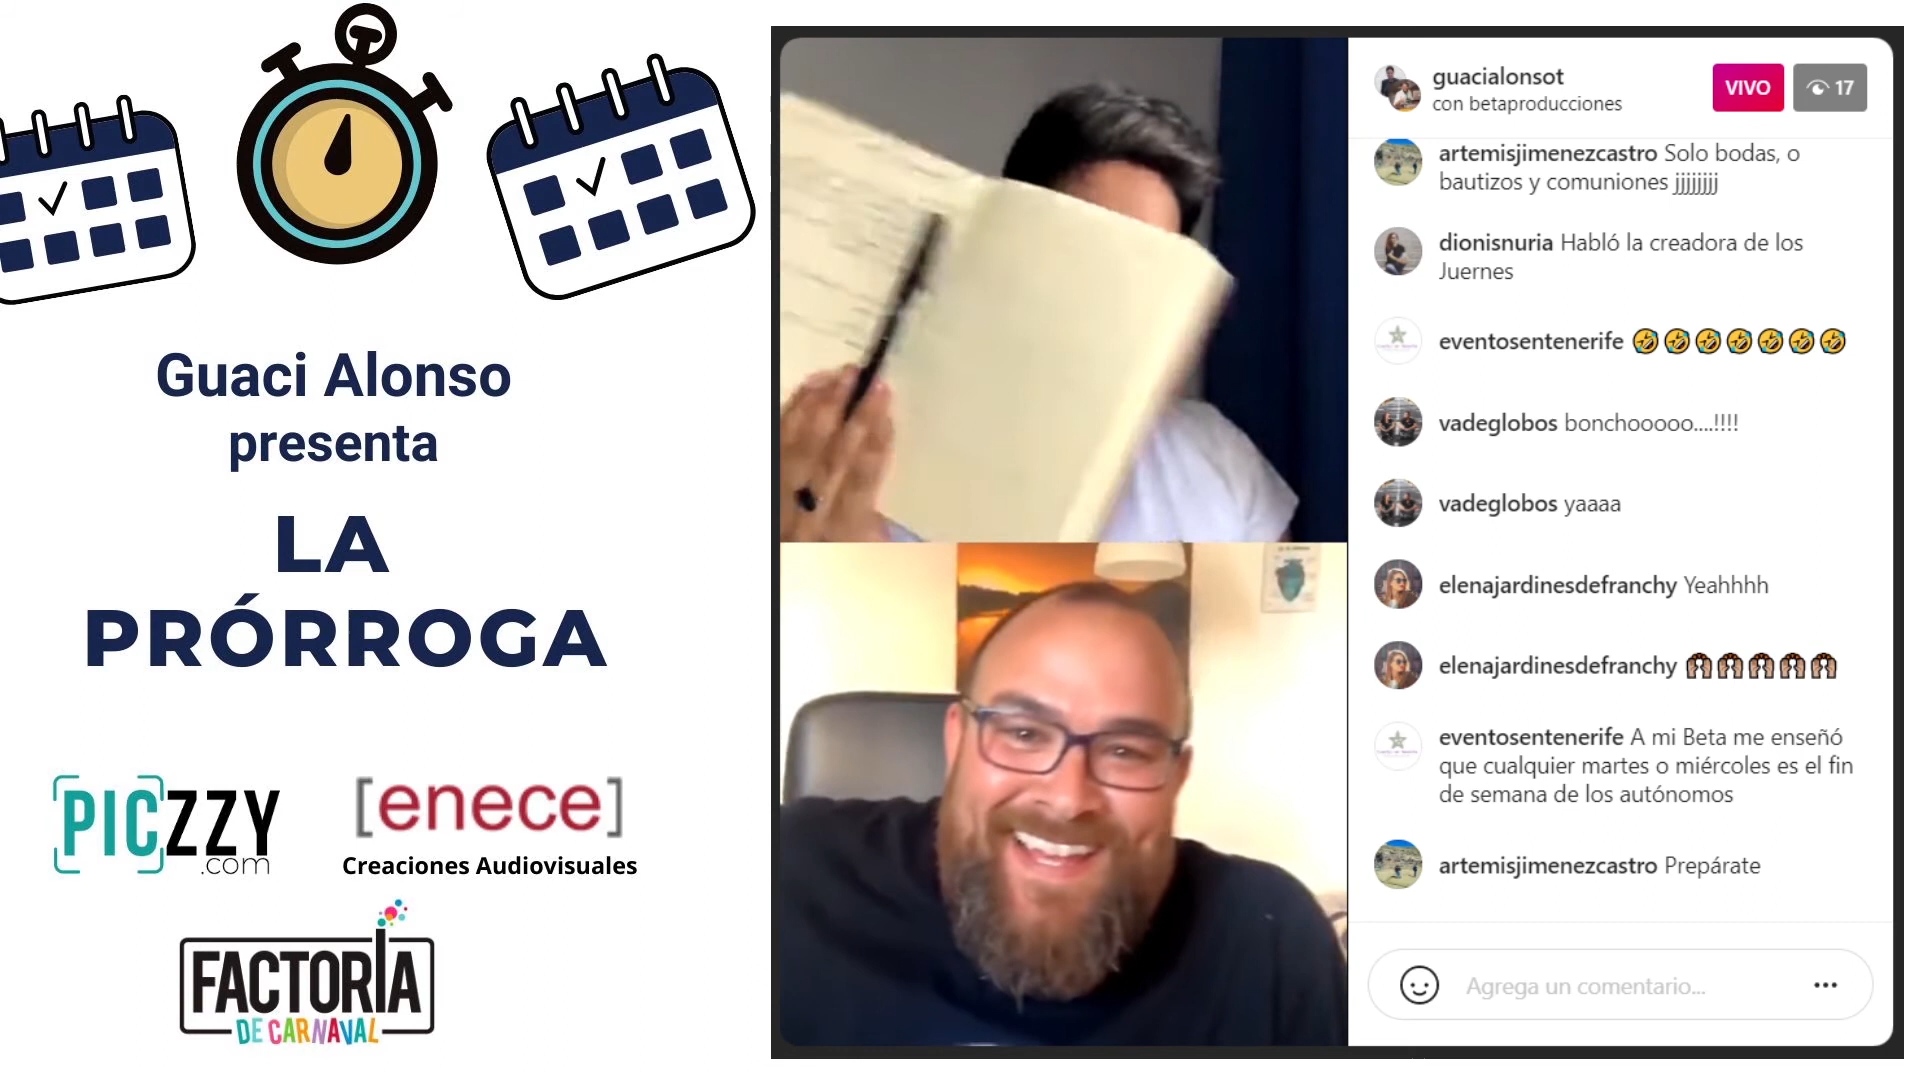 Guaci Alonso
presenta
LA
PRÓRROGA
PICZZY
.com
[enece]
Creaciones Audiovisuales
FACTORÍA
DE CARNAVAL
guacialonsot
con betaproducciones
VIVO
17
artemisjimenezcastro Solo bodas, o
bautizos y comuniones jjjjjjjj
dionisnuria Habló la creadora de los
Juernes
eventosentenerife 🤣🤣🤣🤣🤣🤣🤣
vadeglobos bonchooooo....!!!!
vadeglobos yaaaa
elenajardinesdefranchy Yeahhhh
elenajardinesdefranchy 🙌🏽🙌🏽🙌🏽🙌🏽🙌🏽
eventosentenerife A mi Beta me enseñó
que cualquier martes o miércoles es el fin
de semana de los autónomos
artemisjimenezcastro Prepárate
Agrega un comentario...